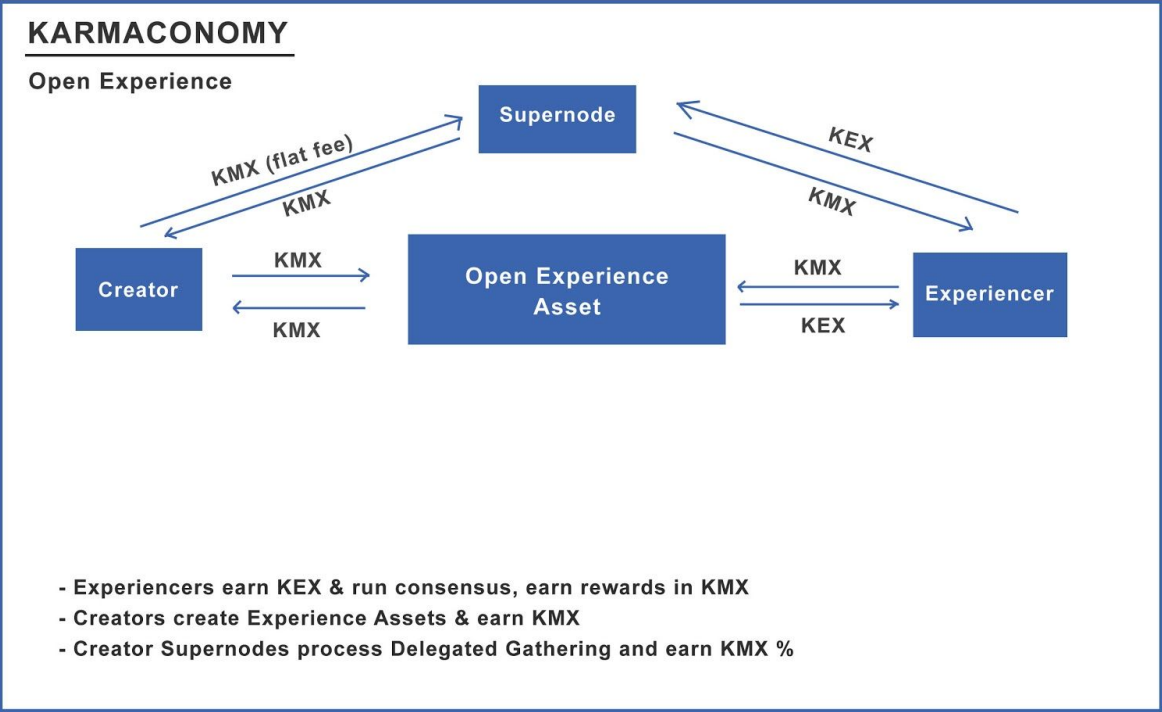 KARMACONOMY
Open Experience
Supernode
KMX (flat fee)
KMX
KEX
KMX
Creator
KMX
KMX
Open Experience
Asset
KMX
KEX
Experiencer
- Experiencers earn KEX & run consensus, earn rewards in KMX
- Creators create Experience Assets & earn KMX
- Creator Supernodes process Delegated Gathering and earn KMX %